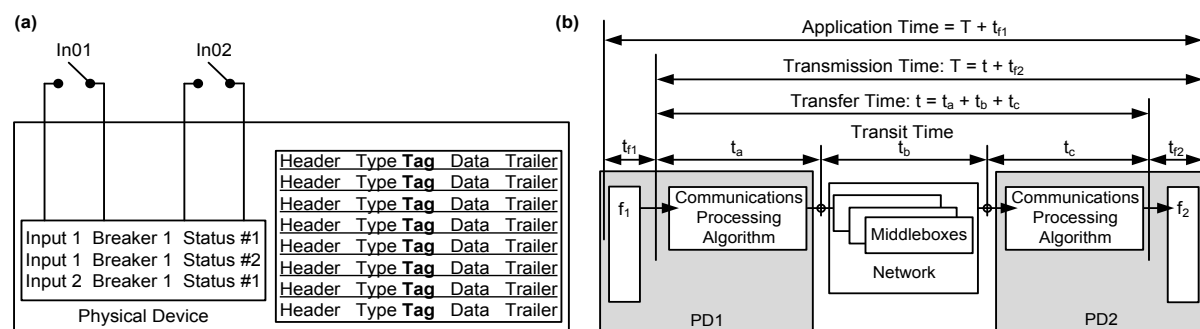 (a)
In01 In02
Header Type Tag Data Trailer
Header Type Tag Data Trailer
Header Type Tag Data Trailer
Header Type Tag Data Trailer
Header Type Tag Data Trailer
Header Type Tag Data Trailer
Header Type Tag Data Trailer
Header Type Tag Data Trailer
Input 1 Breaker 1 Status #1
Input 1 Breaker 1 Status #2
Input 2 Breaker 1 Status #1
Physical Device
(b)
Application Time = T + tf1
Transmission Time: T = t + tf2
Transfer Time: t = ta + tb + tc
Transit Time
tf1 ta tb tc tf2
f1
Communications
Processing
Algorithm
Middleboxes
Network
Communications
Processing
Algorithm
f2
PD1 PD2